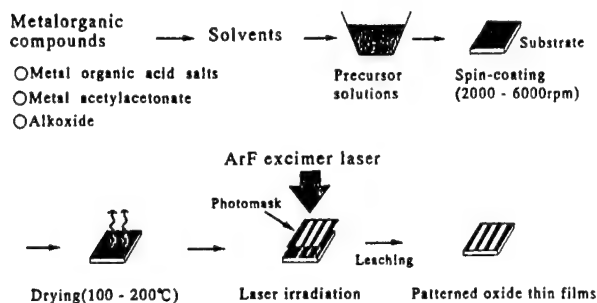 Metalorganic
compounds
Solvents
○Metal organic acid salts
○Metal acetylacetonate
○Alkoxide
Precursor
solutions
Substrate
Spin-coating
(2000 - 6000rpm)
ArF excimer laser
Photomask
Leaching
Drying(100 - 200℃)
Laser irradiation
Patterned oxide thin films